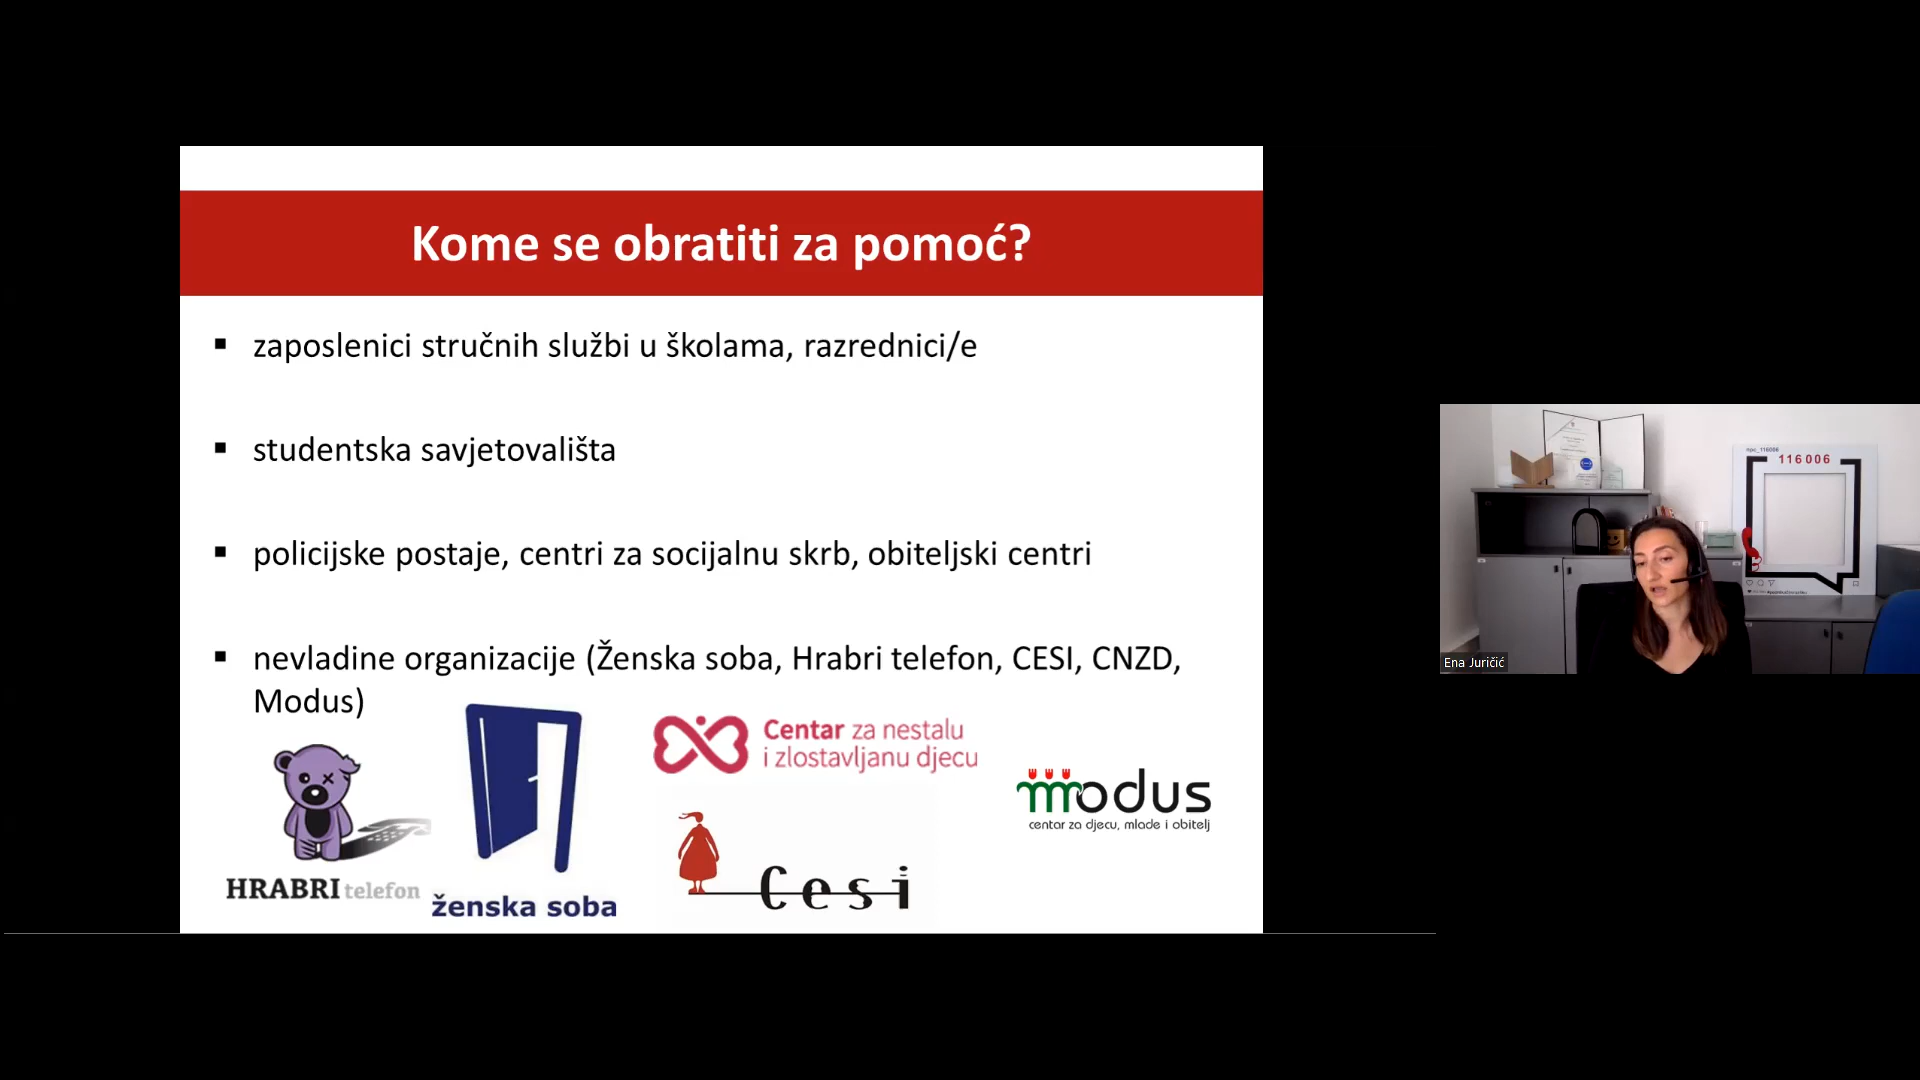 Kome se obratiti za pomoć?
▪ zaposlenici stručnih službi u školama, razrednici/e
▪ studentska savjetovališta
▪ policijske postaje, centri za socijalnu skrb, obiteljski centri
▪ nevladine organizacije (Ženska soba, Hrabri telefon, CESI, CNZD,
Modus)
HRABRI telefon
ženska soba
Centar za nestalu
i zlostavljanu djecu
Cesi
modus
centar za djecu, mlade i obitelj
116 006
Ena Juričić